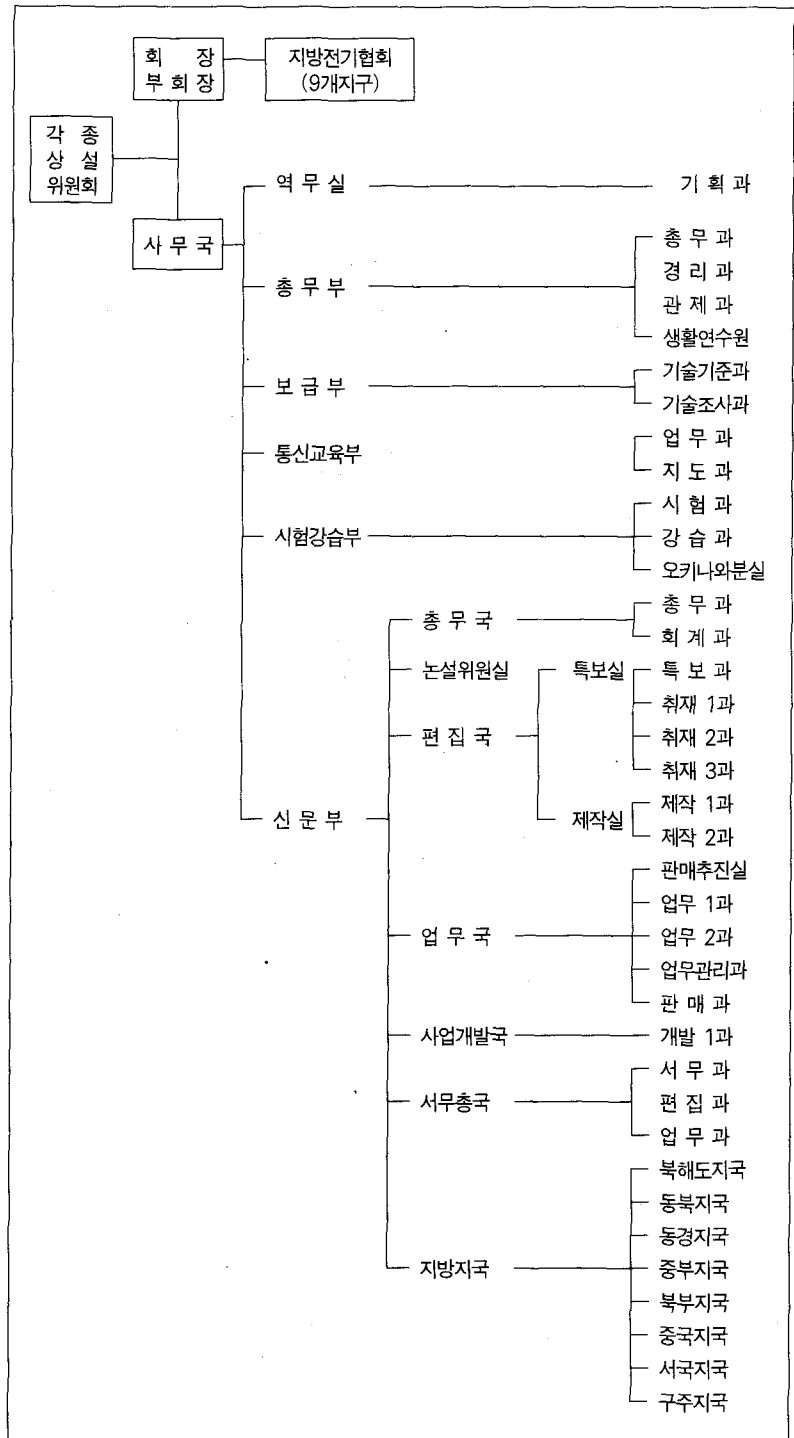 회 장
부 회 장
지방전기협회
(9개지구)
각 종
상 설
위원회
사 무 국
역 무 실
기 획 과
총 무 부
총 무 과
경 리 과
관 제 과
생활연수원
보 급 부
기술기준과
기술조사과
통신교육부
업 무 과
지 도 과
시험강습부
시 험 과
강 습 과
오키나와분실
신 문 부
총 무 국
총 무 과
회 계 과
논설위원실
편 집 국
특보실
특 보 과
취재 1과
취재 2과
취재 3과
제작실
제작 1과
제작 2과
업 무 국
판매추진실
업무 1과
업무 2과
업무관리과
판 매 과
사업개발국
개발 1과
서무총국
서 무 과
편 집 과
업 무 과
지방지국
북해도지국
동북지국
동경지국
중부지국
북부지국
중국지국
서국지국
구주지국